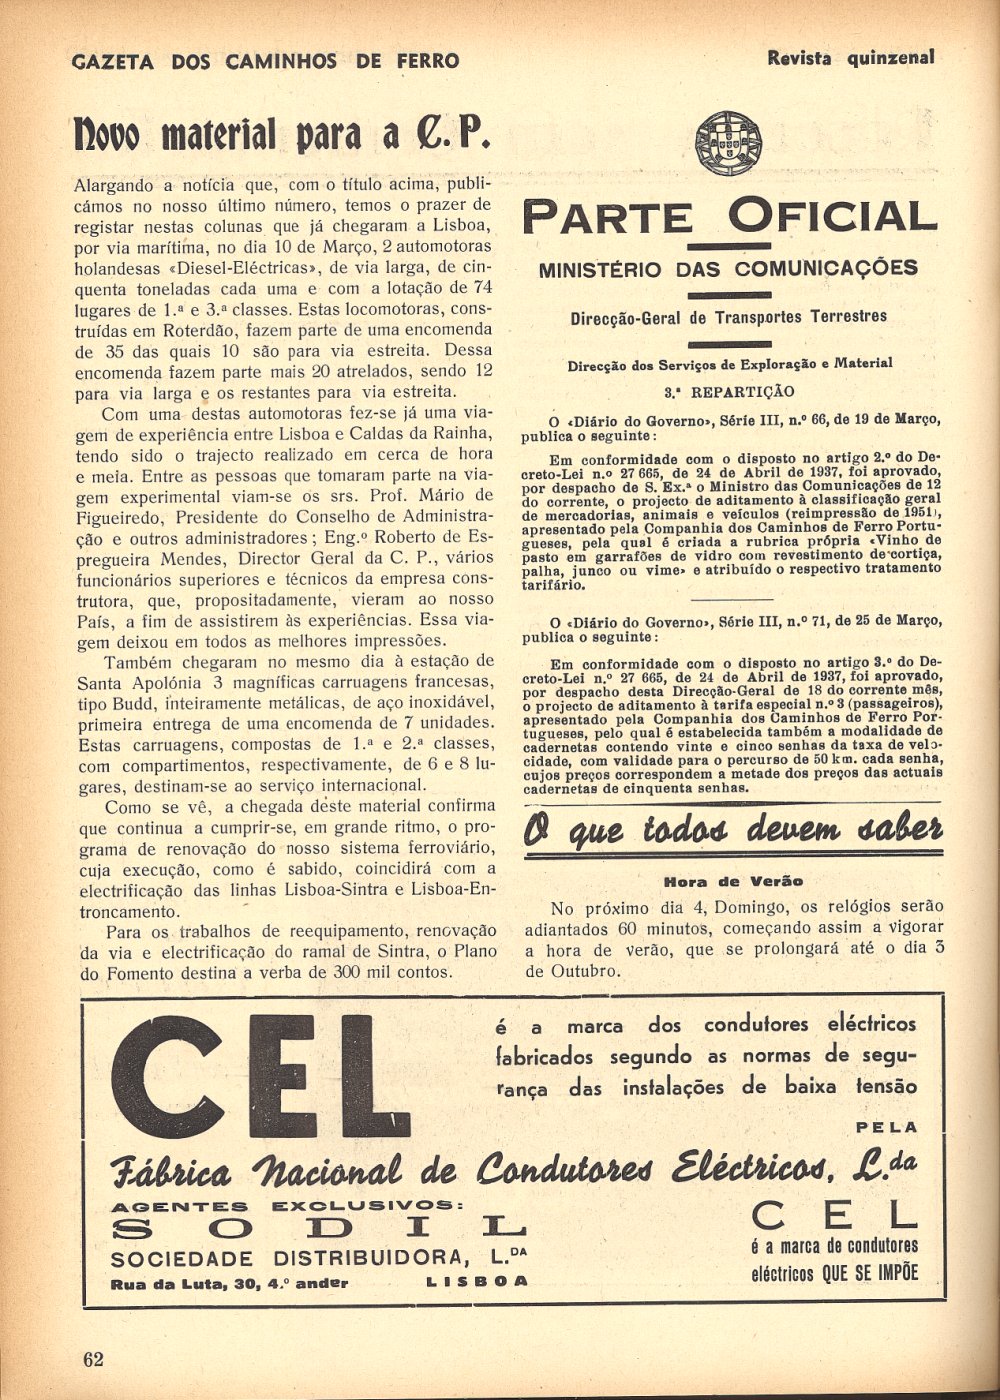 GAZETA DOS CAMINHOS DE FERRO
Revista quinzenal
Novo material para a C. P.
Alargando a notícia que, com o título acima, publi-
cámos no nosso último número, temos o prazer de
registar nestas colunas que já chegaram a Lisboa,
por via marítima, no dia 10 de Março, 2 automotoras
holandesas «Diesel-Eléctricas», de via larga, de cin-
quenta toneladas cada uma e com a lotação de 74
lugares de 1.ª e 3.ª classes. Estas locomotoras, cons-
truídas em Roterdão, fazem parte de uma encomenda
de 35 das quais 10 são para via estreita. Dessa
encomenda fazem parte mais 20 atrelados, sendo 12
para via larga e os restantes para via estreita.
Com uma destas automotoras fez-se já uma via-
gem de experiência entre Lisboa e Caldas da Rainha,
tendo sido o trajecto realizado em cerca de hora
e meia. Entre as pessoas que tomaram parte na via-
gem experimental viam-se os srs. Prof. Mário de
Figueiredo, Presidente do Conselho de Administra-
ção e outros administradores; Eng.º Roberto de Es-
pregueira Mendes, Director Geral da C. P., vários
funcionários superiores e técnicos da empresa cons-
trutora, que, propositadamente, vieram ao nosso
País, a fim de assistirem às experiências. Essa via-
gem deixou em todos as melhores impressões.
Também chegaram no mesmo dia à estação de
Santa Apolónia 3 magníficas carruagens francesas,
tipo Budd, inteiramente metálicas, de aço inoxidável,
primeira entrega de uma encomenda de 7 unidades.
Estas carruagens, compostas de 1.ª e 2.ª classes,
com compartimentos, respectivamente, de 6 e 8 lu-
gares, destinam-se ao serviço internacional.
Como se vê, a chegada dêste material confirma
que continua a cumprir-se, em grande ritmo, o pro-
grama de renovação do nosso sistema ferroviário,
cuja execução, como é sabido, coincidirá com a
electrificação das linhas Lisboa-Sintra e Lisboa-En-
troncamento.
Para os trabalhos de reequipamento, renovação
da via e electrificação do ramal de Sintra, o Plano
do Fomento destina a verba de 300 mil contos.
PARTE OFICIAL
MINISTÉRIO DAS COMUNICAÇÕES
Direcção-Geral de Transportes Terrestres
Direcção dos Serviços de Exploração e Material
3.ª REPARTIÇÃO
O «Diário do Governo», Série III, n.º 66, de 19 de Março,
publica o seguinte:
Em conformidade com o disposto no artigo 2.º do De-
creto-Lei n.º 27 665, de 24 de Abril de 1937, foi aprovado,
por despacho de S. Ex.ª o Ministro das Comunicações de 12
do corrente, o projecto de aditamento à classificação geral
de mercadorias, animais e veículos (reimpressão de 1951),
apresentado pela Companhia dos Caminhos de Ferro Portu-
gueses, pela qual é criada a rubrica própria «Vinho de
pasto em garrafões de vidro com revestimento de cortiça,
palha, junco ou vime» e atribuído o respectivo tratamento
tarifário.
O «Diário do Governo», Série III, n.º 71, de 25 de Março,
publica o seguinte:
Em conformidade com o disposto no artigo 3.º do De-
creto-Lei n.º 27 665, de 24 de Abril de 1937, foi aprovado,
por despacho desta Direcção-Geral de 18 do corrente mês,
o projecto de aditamento à tarifa especial n.º 3 (passageiros),
apresentado pela Companhia dos Caminhos de Ferro Por-
tugueses, pelo qual é estabelecida também a modalidade de
cadernetas contendo vinte e cinco senhas da taxa de velo-
cidade, com validade para o percurso de 50 km. cada senha,
cujos preços correspondem a metade dos preços das actuais
cadernetas de cinquenta senhas.
O que todos devem saber
Hora de Verão
No próximo dia 4, Domingo, os relógios serão
adiantados 60 minutos, começando assim a vigorar
a hora de verão, que se prolongará até o dia 3
de Outubro.
CEL
é a marca dos condutores eléctricos
fabricados segundo as normas de segu-
rança das instalações de baixa tensão
PELA
Fábrica Nacional de Condutores Eléctricos, L.da
AGENTES EXCLUSIVOS:
SODIL
SOCIEDADE DISTRIBUIDORA, L.DA
Rua da Luta, 30, 4.º ander LISBOA
CEL
é a marca de condutores
eléctricos QUE SE IMPÕE
62